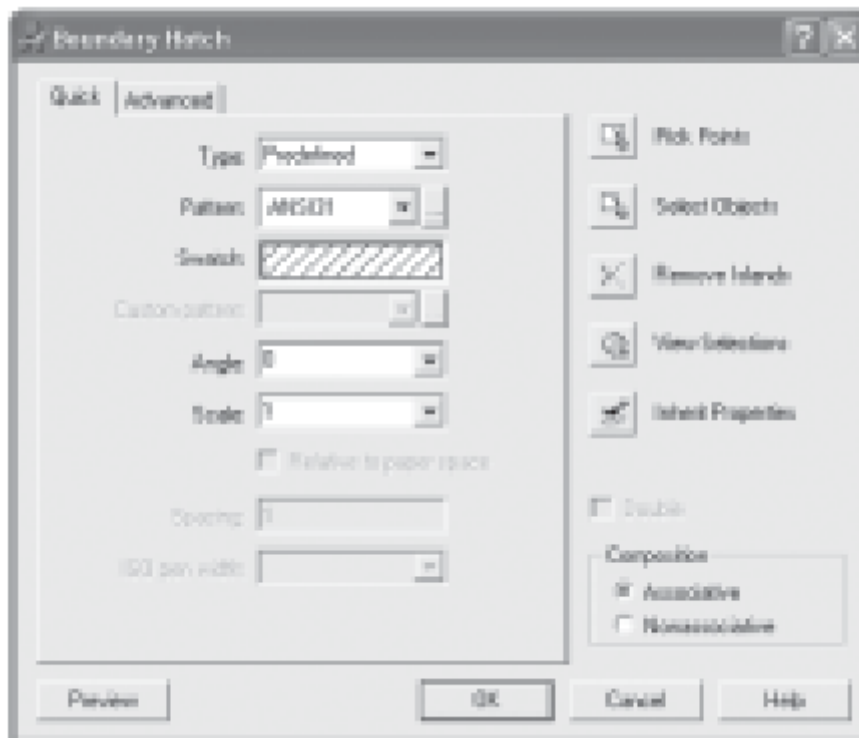 Boundary Hatch
Quick
Advanced
Type:
Predefined
Pattern:
ANSI31
...
Swatch:
Custom pattern:
Angle:
0
Scale:
1
Relative to paper space
Spacing:
1
ISO pen width:
Pick Points
Select Objects
Remove Islands
View Selections
Inherit Properties
Double
Composition
Associative
Nonassociative
Preview
OK
Cancel
Help